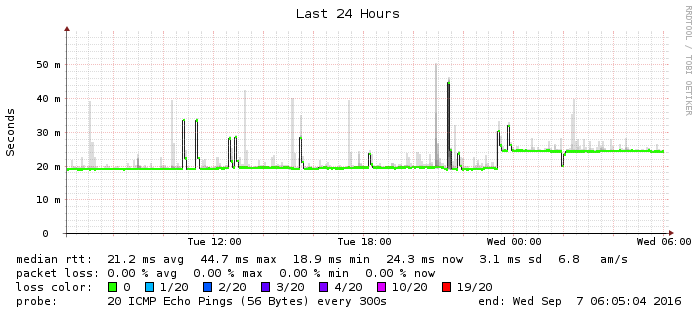 Last 24 Hours
RRDTOOL / TOBI OETIKER
Seconds
50 m
40 m
30 m
20 m
10 m
0
Tue 12:00 Tue 18:00 Wed 00:00 Wed 06:00
median rtt: 21.2 ms avg 44.7 ms max 18.9 ms min 24.3 ms now 3.1 ms sd 6.8 am/s
packet loss: 0.00 % avg 0.00 % max 0.00 % min 0.00 % now
loss color: 0 1/20 2/20 3/20 4/20 10/20 19/20
probe: 20 ICMP Echo Pings (56 Bytes) every 300s end: Wed Sep 7 06:05:04 2016